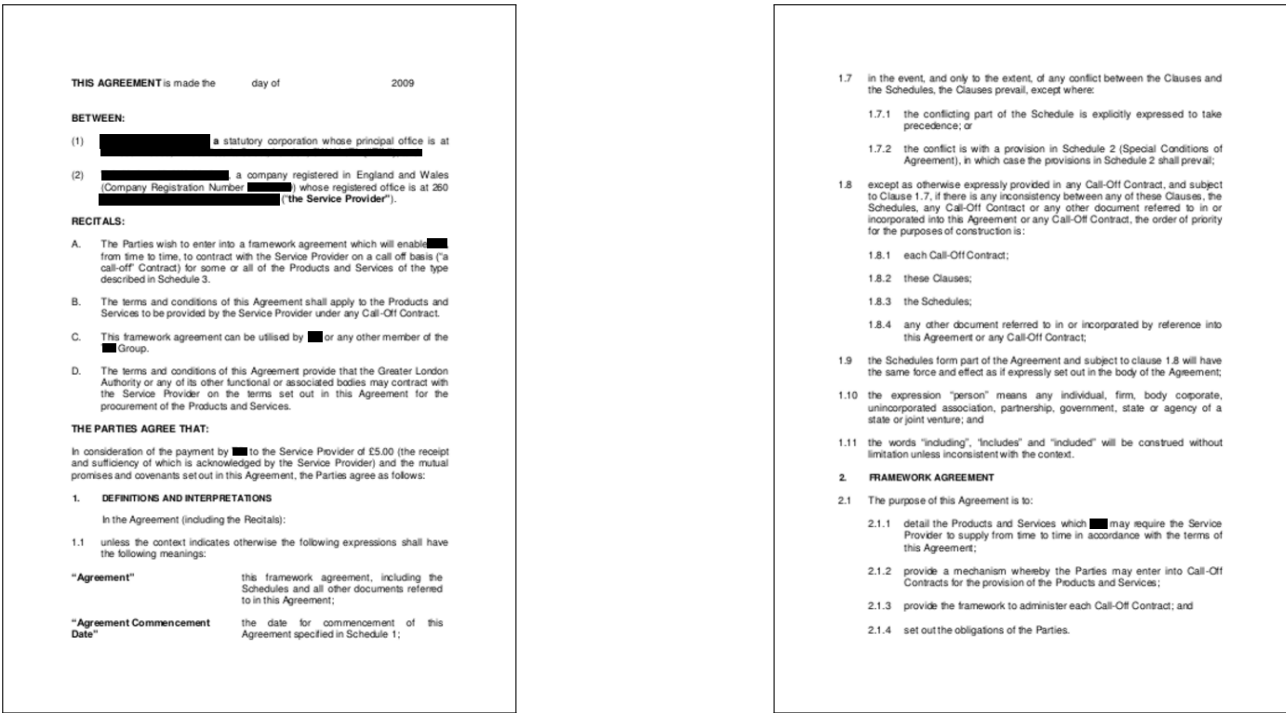 THIS AGREEMENT is made the day of 2009
BETWEEN:
(1) a statutory corporation whose principal office is at
(2) , a company registered in England and Wales
(Company Registration Number ) whose registered office is at 260
("the Service Provider").
RECITALS:
A. The Parties wish to enter into a framework agreement which will enable ,
from time to time, to contract with the Service Provider on a call off basis ("a
call-off" Contract) for some or all of the Products and Services of the type
described in Schedule 3.
B. The terms and conditions of this Agreement shall apply to the Products and
Services to be provided by the Service Provider under any Call-Off Contract.
C. This framework agreement can be utilised by or any other member of the
Group.
D. The terms and conditions of this Agreement provide that the Greater London
Authority or any of its other functional or associated bodies may contract with
the Service Provider on the terms set out in this Agreement for the
procurement of the Products and Services.
THE PARTIES AGREE THAT:
In consideration of the payment by to the Service Provider of £5.00 (the receipt
and sufficiency of which is acknowledged by the Service Provider) and the mutual
promises and covenants set out in this Agreement, the Parties agree as follows:
1. DEFINITIONS AND INTERPRETATIONS
In the Agreement (including the Recitals):
1.1 unless the context indicates otherwise the following expressions shall have
the following meanings:
"Agreement" this framework agreement, including the
Schedules and all other documents referred
to in this Agreement;
"Agreement Commencement the date for commencement of this
Date" Agreement specified in Schedule 1;
1.7 in the event, and only to the extent, of any conflict between the Clauses and
the Schedules, the Clauses prevail, except where:
1.7.1 the conflicting part of the Schedule is explicitly expressed to take
precedence; or
1.7.2 the conflict is with a provision in Schedule 2 (Special Conditions of
Agreement), in which case the provisions in Schedule 2 shall prevail;
1.8 except as otherwise expressly provided in any Call-Off Contract, and subject
to Clause 1.7, if there is any inconsistency between any of these Clauses, the
Schedules, any Call-Off Contract or any other document referred to in or
incorporated into this Agreement or any Call-Off Contract, the order of priority
for the purposes of construction is:
1.8.1 each Call-Off Contract;
1.8.2 these Clauses;
1.8.3 the Schedules;
1.8.4 any other document referred to in or incorporated by reference into
this Agreement or any Call-Off Contract;
1.9 the Schedules form part of the Agreement and subject to clause 1.8 will have
the same force and effect as if expressly set out in the body of the Agreement;
1.10 the expression "person" means any individual, firm, body corporate,
unincorporated association, partnership, government, state or agency of a
state or joint venture; and
1.11 the words "including", "includes" and "included" will be construed without
limitation unless inconsistent with the context.
2. FRAMEWORK AGREEMENT
2.1 The purpose of this Agreement is to:
2.1.1 detail the Products and Services which may require the Service
Provider to supply from time to time in accordance with the terms of
this Agreement;
2.1.2 provide a mechanism whereby the Parties may enter into Call-Off
Contracts for the provision of the Products and Services;
2.1.3 provide the framework to administer each Call-Off Contract; and
2.1.4 set out the obligations of the Parties.